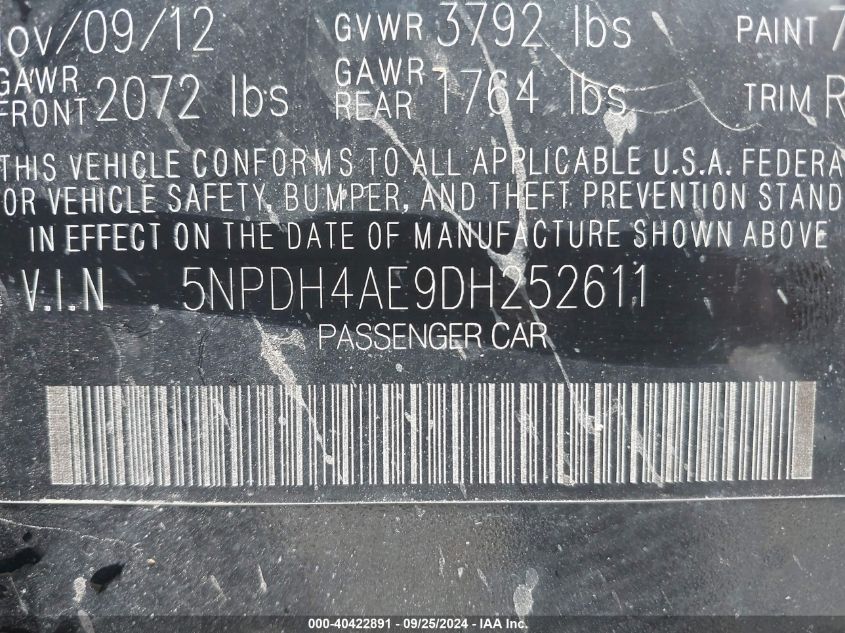 Nov/09/12 GVWR 3792 lbs PAINT 7
GAWR FRONT 2072 lbs GAWR REAR 1764 lbs TRIM R
THIS VEHICLE CONFORMS TO ALL APPLICABLE U.S.A. FEDERA
OR VEHICLE SAFETY, BUMPER, AND THEFT PREVENTION STAND
IN EFFECT ON THE DATE OF MANUFACTURE SHOWN ABOVE
V.I.N 5NPDH4AE9DH252611
PASSENGER CAR
000-40422891 - 09/25/2024 - IAA Inc.